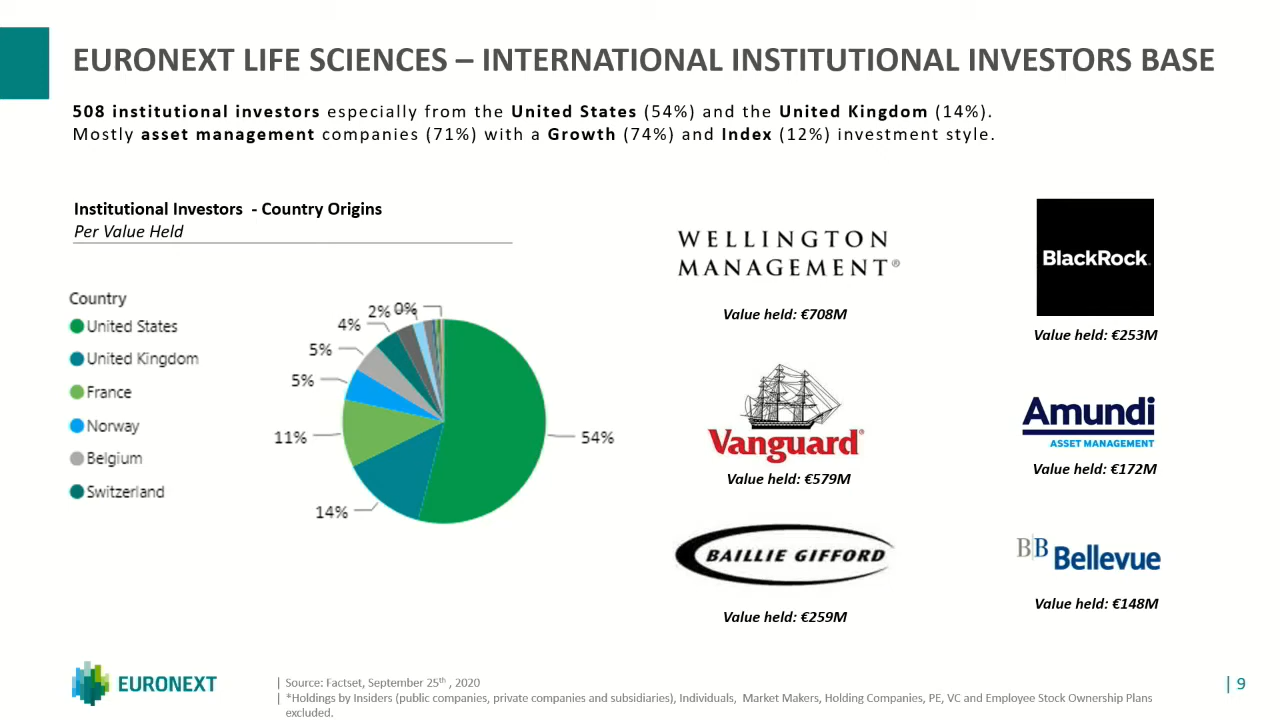 EURONEXT LIFE SCIENCES – INTERNATIONAL INSTITUTIONAL INVESTORS BASE
508 institutional investors especially from the United States (54%) and the United Kingdom (14%).
Mostly asset management companies (71%) with a Growth (74%) and Index (12%) investment style.
Institutional Investors - Country Origins
Per Value Held
Country
United States
United Kingdom
France
Norway
Belgium
Switzerland
2% 0%
4%
5%
5%
11%
54%
14%
WELLINGTON
MANAGEMENT®
Value held: €708M
BlackRock
Value held: €253M
Vanguard®
Value held: €579M
Amundi
ASSET MANAGEMENT
Value held: €172M
BAILLIE GIFFORD
Value held: €259M
B|B Bellevue
Value held: €148M
EURONEXT
| Source: Factset, September 25th , 2020
| *Holdings by Insiders (public companies, private companies and subsidiaries), Individuals, Market Makers, Holding Companies, PE, VC and Employee Stock Ownership Plans
excluded.
| 9